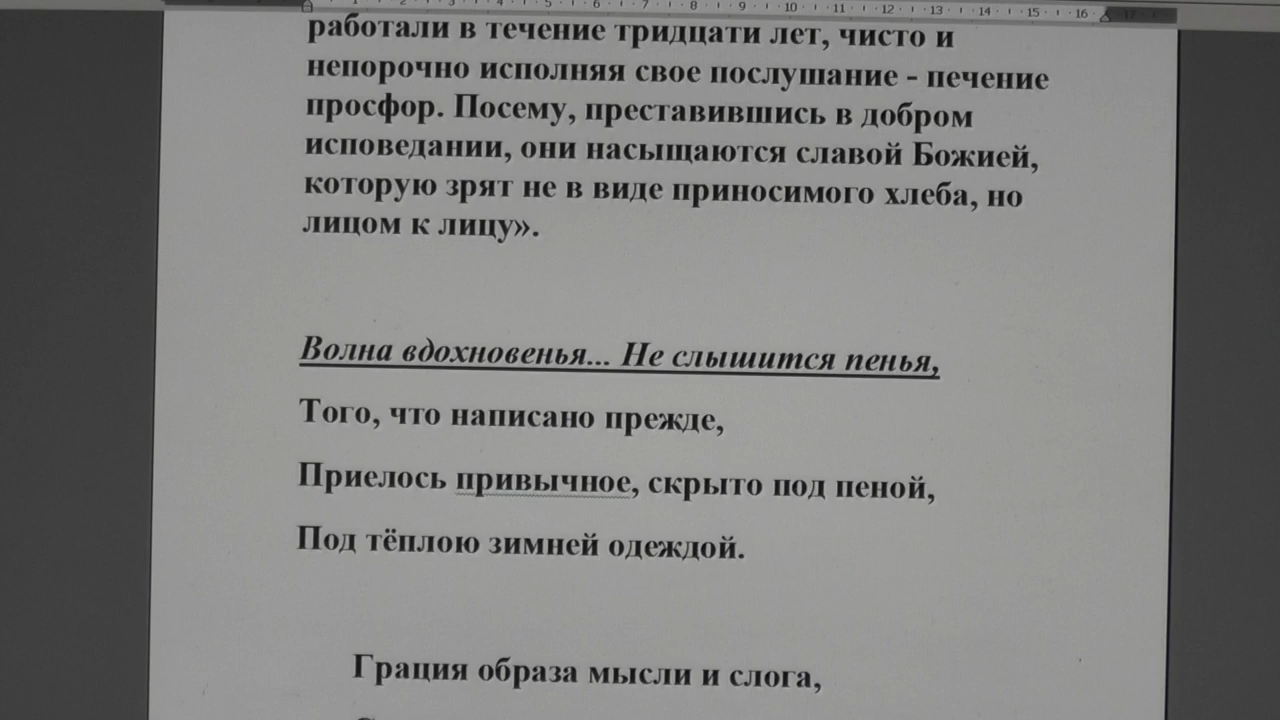 работали в течение тридцати лет, чисто и
непорочно исполняя свое послушание - печение
просфор. Посему, преставившись в добром
исповедании, они насыщаются славой Божией,
которую зрят не в виде приносимого хлеба, но
лицом к лицу».
Волна вдохновенья... Не слышится пенья,
Того, что написано прежде,
Приелось привычное, скрыто под пеной,
Под тёплою зимней одеждой.
Грация образа мысли и слога,